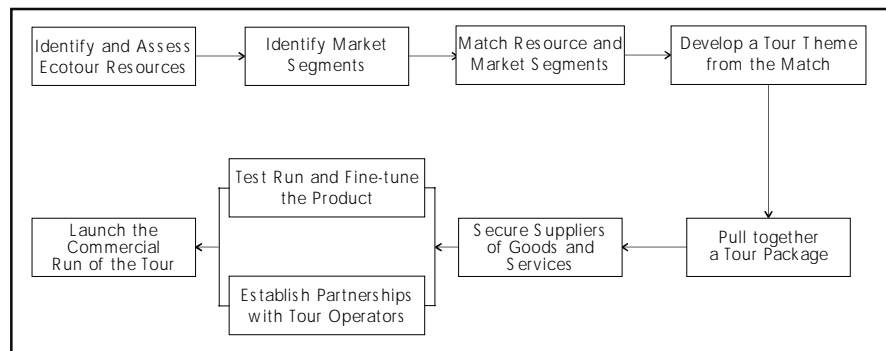 Identify and Assess
Ecotour Resources
Identify Market
Segments
Match Resource and
Market Segments
Develop a Tour Theme
from the Match
Test Run and Fine-tune
the Product
Launch the
Commercial
Run of the Tour
Secure Suppliers
of Goods and
Services
Pull together
a Tour Package
Establish Partnerships
with Tour Operators